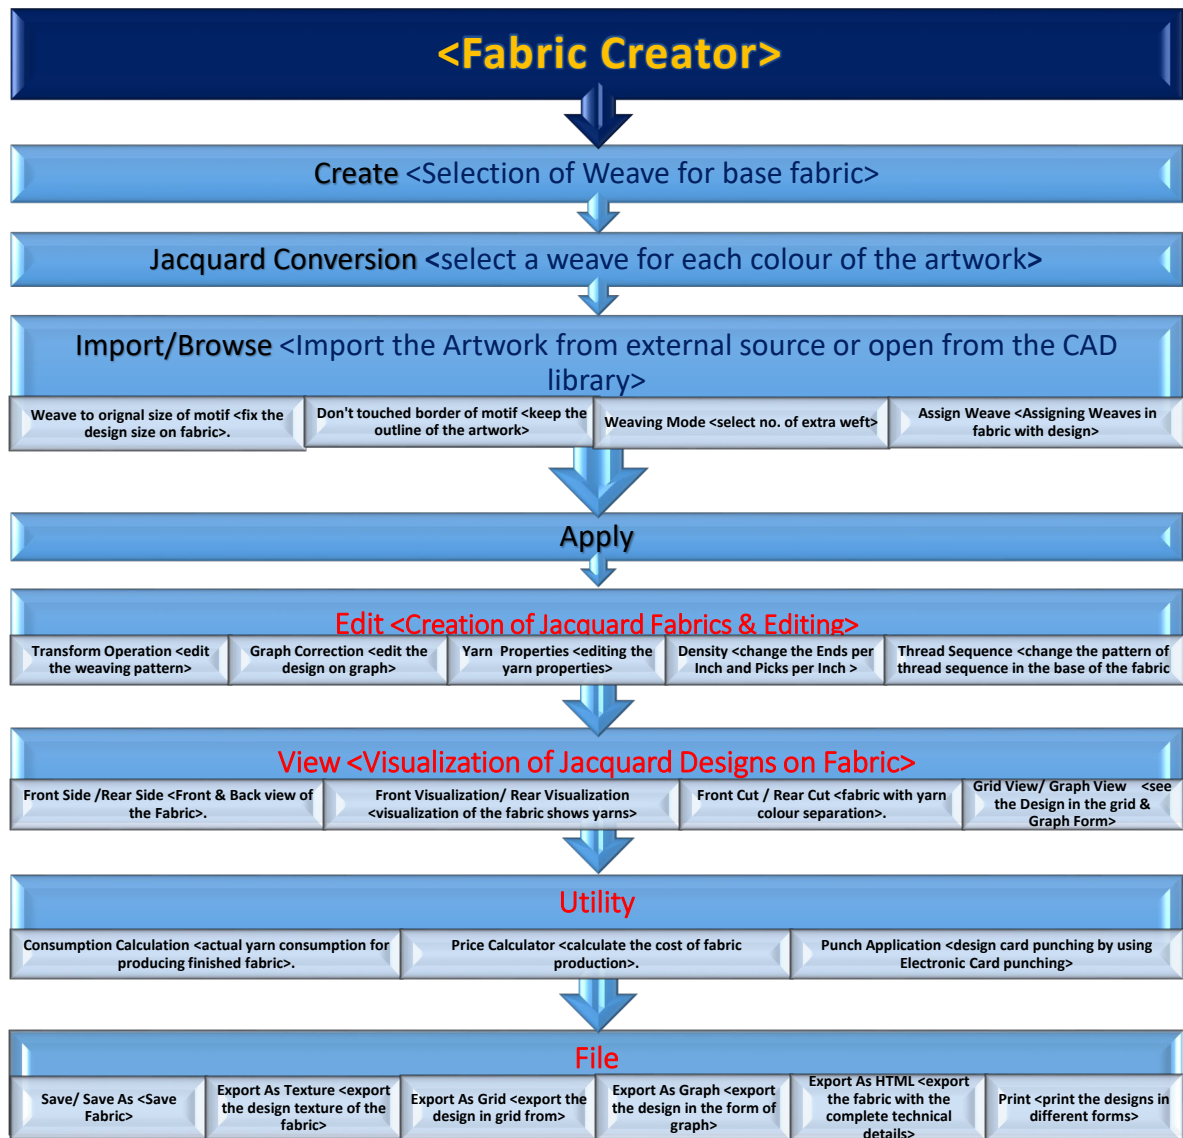 <Fabric Creator>
Create <Selection of Weave for base fabric>
Jacquard Conversion <select a weave for each colour of the artwork>
Import/Browse <Import the Artwork from external source or open from the CAD
library>
Weave to orignal size of motif <fix the
design size on fabric>.
Don't touched border of motif <keep the
outline of the artwork>
Weaving Mode <select no. of extra weft>
Assign Weave <Assigning Weaves in
fabric with design>
Apply
Edit <Creation of Jacquard Fabrics & Editing>
Transform Operation <edit
the weaving pattern>
Graph Correction <edit the
design on graph>
Yarn Properties <editing the
yarn properties>
Density <change the Ends per
Inch and Picks per Inch >
Thread Sequence <change the pattern of
thread sequence in the base of the fabric
View <Visualization of Jacquard Designs on Fabric>
Front Side /Rear Side <Front & Back view of
the Fabric>.
Front Visualization/ Rear Visualization
<visualization of the fabric shows yarns>
Front Cut / Rear Cut <fabric with yarn
colour separation>.
Grid View/ Graph View <see
the Design in the grid &
Graph Form>
Utility
Consumption Calculation <actual yarn consumption for
producing finished fabric>.
Price Calculator <calculate the cost of fabric
production>.
Punch Application <design card punching by using
Electronic Card punching>
File
Save/ Save As <Save
Fabric>
Export As Texture <export
the design texture of the
fabric>
Export As Grid <export the
design in grid from>
Export As Graph <export
the design in the form of
graph>
Export As HTML <export
the fabric with the
complete technical
details>
Print <print the designs in
different forms>